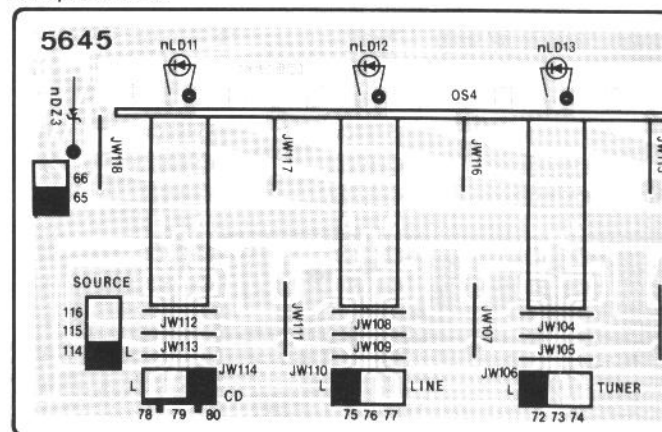 5645
nLD11 nLD12 nLD13
nDZ3
OS4
JW118 JW117 JW116
66
65
SOURCE
116
115
114 L
JW112 JW111 JW108 JW107 JW104
JW113 JW109 JW105
JW114 JW110 JW106
L CD L LINE L TUNER
78 79 80 75 76 77 72 73 74